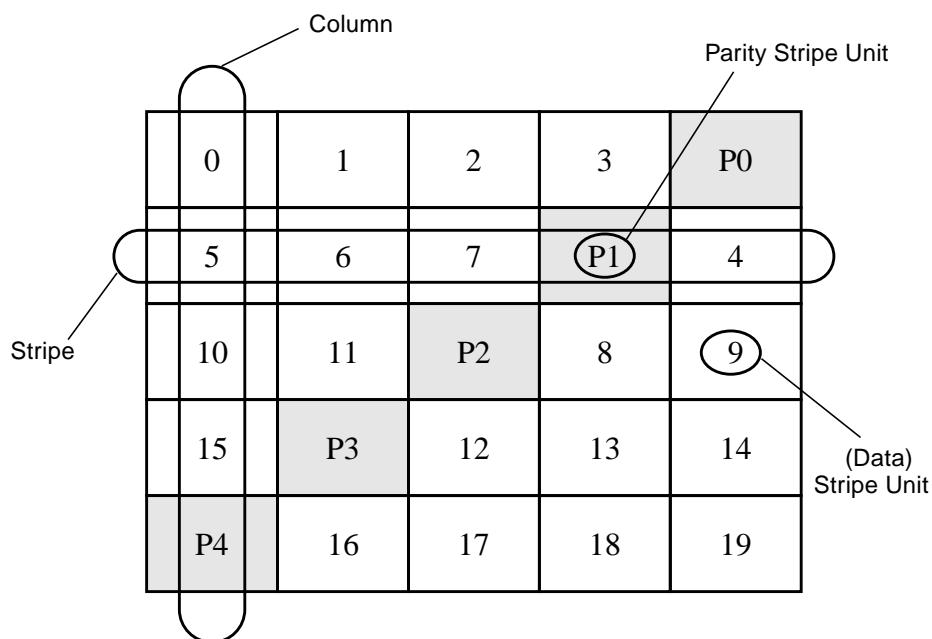 Column
Parity Stripe Unit
0 1 2 3 P0
5 6 7 P1 4
Stripe
10 11 P2 8 9
15 P3 12 13 14
(Data)
Stripe Unit
P4 16 17 18 19